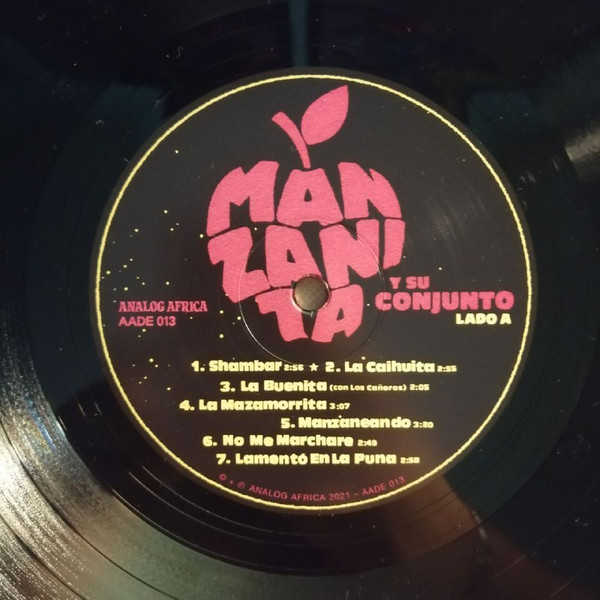 MAN
ZANI
TA
Y SU
CONJUNTO
LADO A
ANALOG AFRICA
AADE 013
1. Shambar 2:56 ★ 2. La Caihuita 2:55
3. La Buenita (con Los Cañeros) 2:05
4. La Mazamorrita 3:07
5. Manzaneando 3:20
6. No Me Marchare 2:40
7. Lamentó En La Puna 2:58
© + ℗ ANALOG AFRICA 2021 - AADE 013